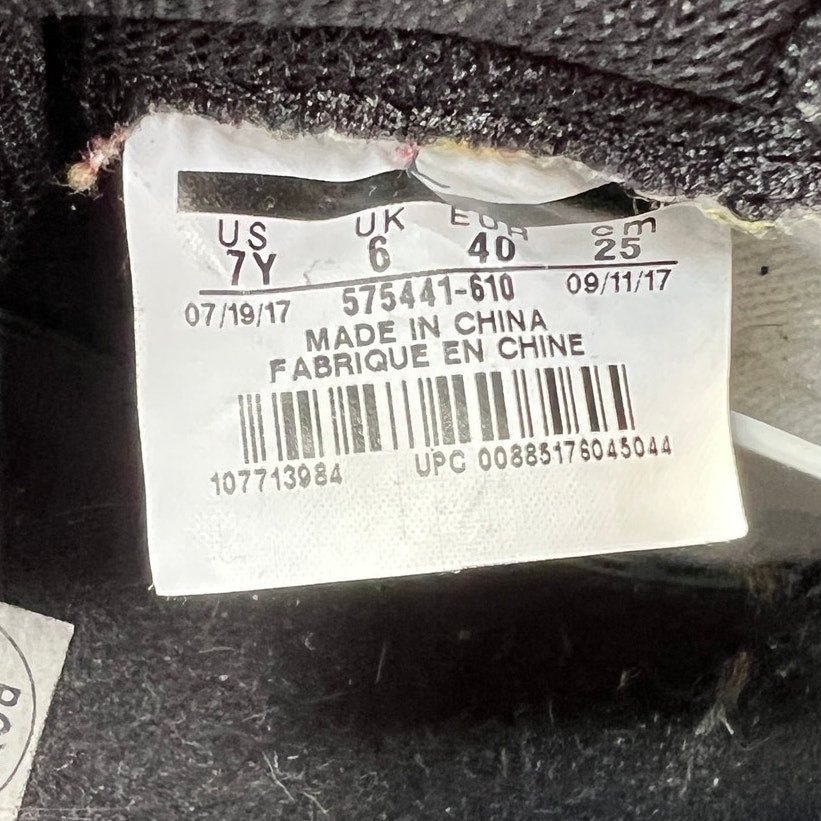 US UK EUR cm
7Y 6 40 25
07/19/17 575441-610 09/11/17
MADE IN CHINA
FABRIQUE EN CHINE
107713984 UPC 00885176045044